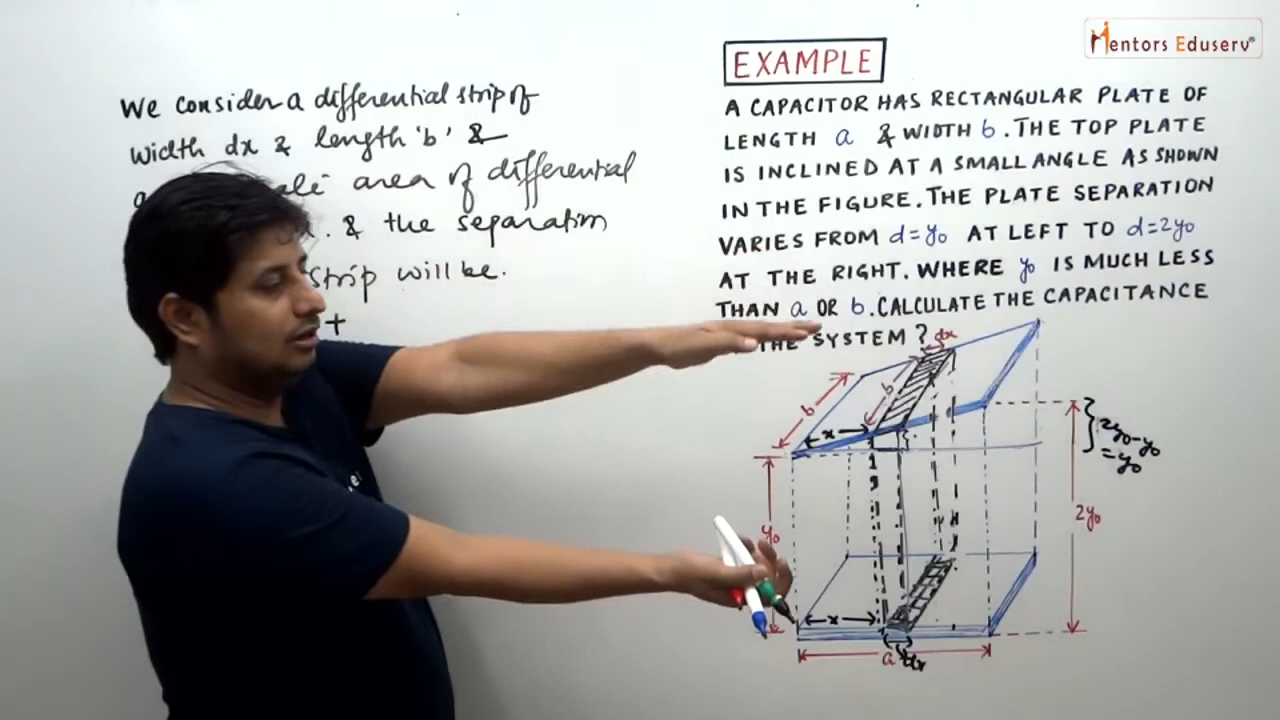 We consider a differential strip of
width dx & length 'b' &
area of differential
& the separation
strip will be.
+
Mentors Eduserv®
EXAMPLE
A CAPACITOR HAS RECTANGULAR PLATE OF
LENGTH a & WIDTH b. THE TOP PLATE
IS INCLINED AT A SMALL ANGLE AS SHOWN
IN THE FIGURE. THE PLATE SEPARATION
VARIES FROM d=y₀ AT LEFT TO d=2y₀
AT THE RIGHT. WHERE y₀ IS MUCH LESS
THAN a OR b. CALCULATE THE CAPACITANCE
THE SYSTEM?
dx
b
b
x
2y₀-y₀
=y₀
y₀
2y₀
x
a
dx